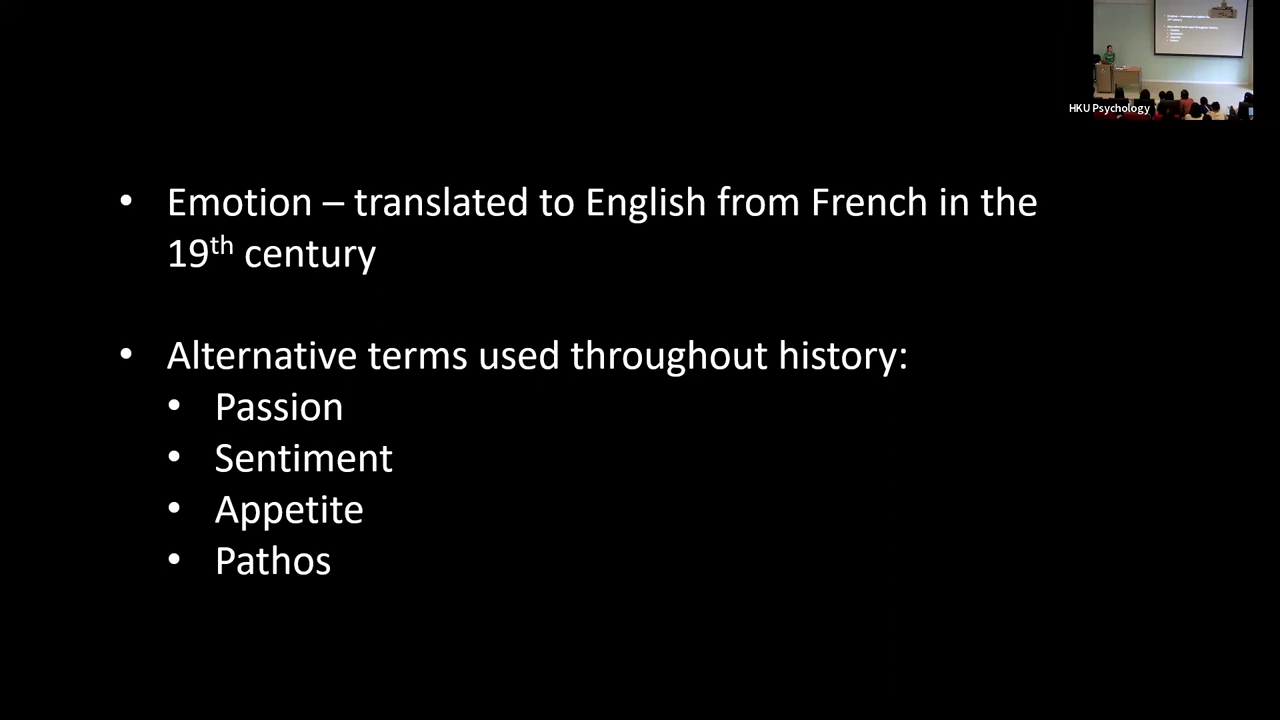 HKU Psychology
• Emotion – translated to English from French in the
19th century
• Alternative terms used throughout history:
• Passion
• Sentiment
• Appetite
• Pathos